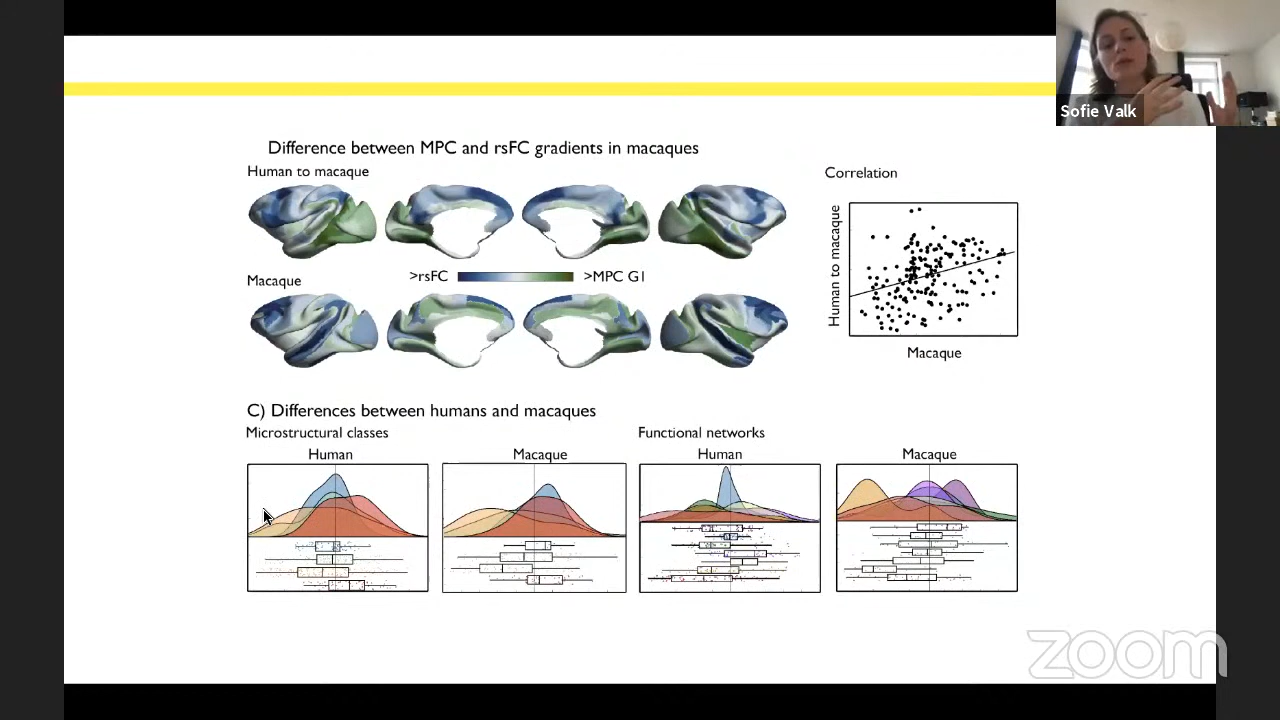 Sofie Valk
Difference between MPC and rsFC gradients in macaques
Human to macaque
Correlation
>rsFC
>MPC G1
Macaque
Human to macaque
Macaque
C) Differences between humans and macaques
Microstructural classes
Functional networks
Human
Macaque
Human
Macaque
zoom